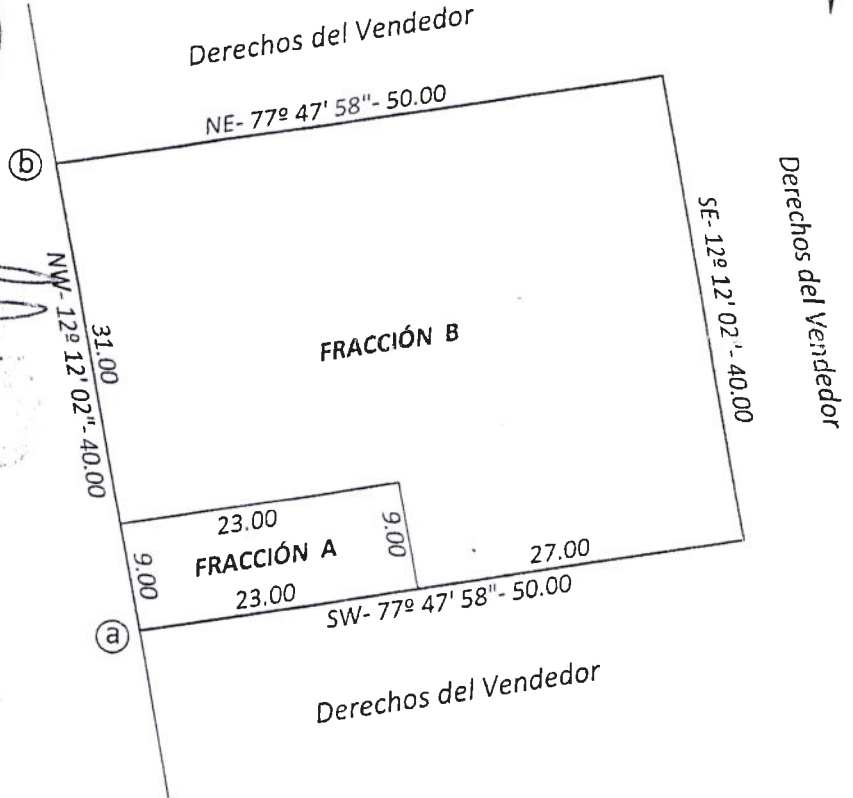 Derechos del Vendedor
NE- 77º 47' 58"- 50.00
b
Derechos del Vendedor
SE- 12º 12' 02"- 40.00
NW- 12º 12' 02"- 40.00
31.00
FRACCIÓN B
23.00
9.00
FRACCIÓN A
9.00
23.00
27.00
SW- 77º 47' 58"- 50.00
a
Derechos del Vendedor